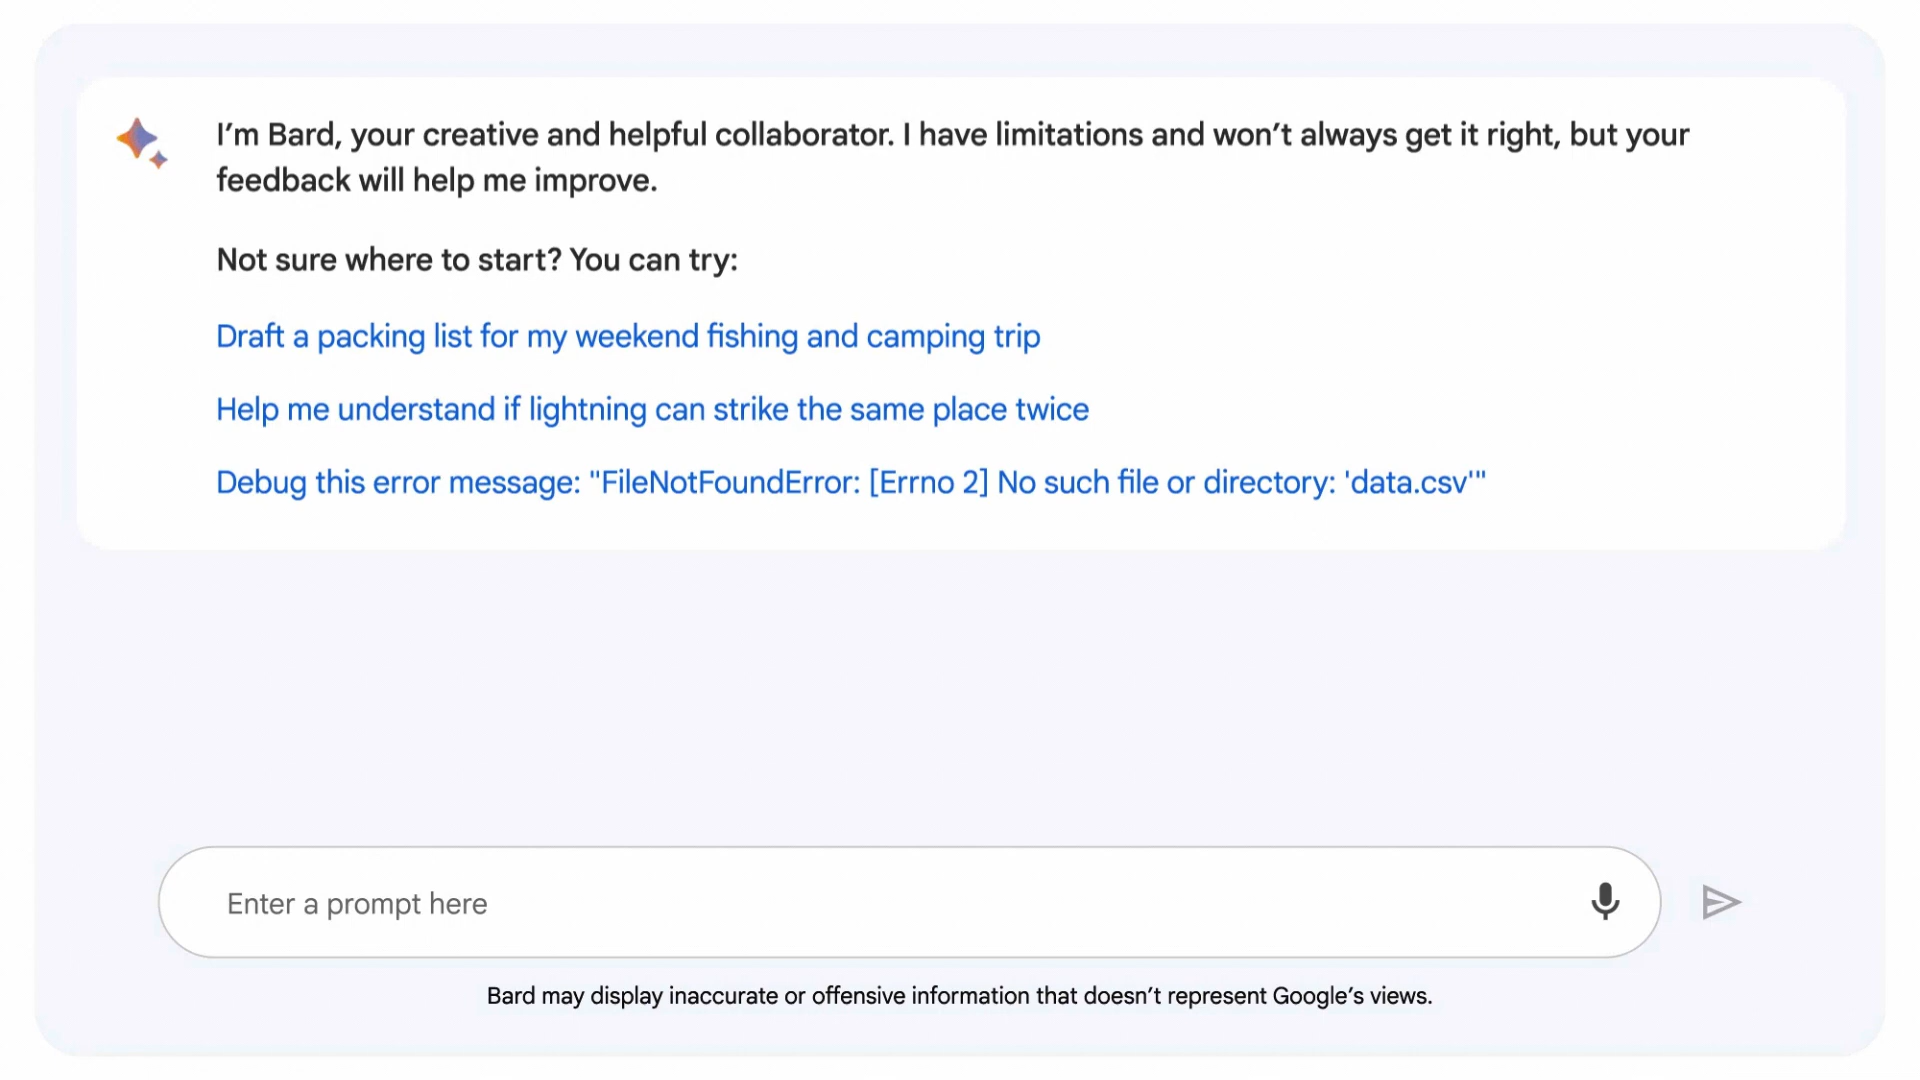 I’m Bard, your creative and helpful collaborator. I have limitations and won’t always get it right, but your
feedback will help me improve.
Not sure where to start? You can try:
Draft a packing list for my weekend fishing and camping trip
Help me understand if lightning can strike the same place twice
Debug this error message: "FileNotFoundError: [Errno 2] No such file or directory: 'data.csv'"
Enter a prompt here
Bard may display inaccurate or offensive information that doesn’t represent Google’s views.